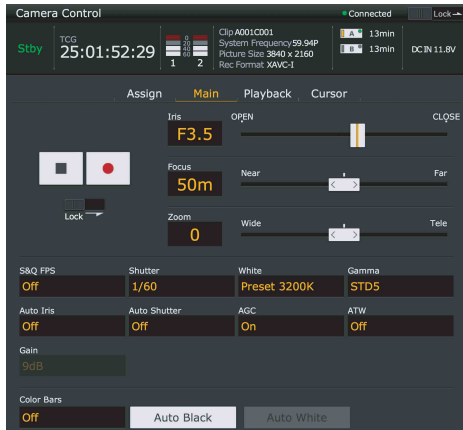 Camera Control
Connected
Lock
Stby
TCG
25:01:52:29
0
20
40
60
1 2
Clip A001C001
System Frequency 59.94P
Picture Size 3840 x 2160
Rec Format XAVC-I
A 13min
B 13min
DC IN 11.8V
Assign Main Playback Cursor
Iris
F3.5
OPEN CLOSE
Focus
50m
Near Far
Lock
Zoom
0
Wide Tele
S&Q FPS Shutter White Gamma
Off 1/60 Preset 3200K STD5
Auto Iris Auto Shutter AGC ATW
Off Off On Off
Gain
9dB
Color Bars
Off Auto Black Auto White